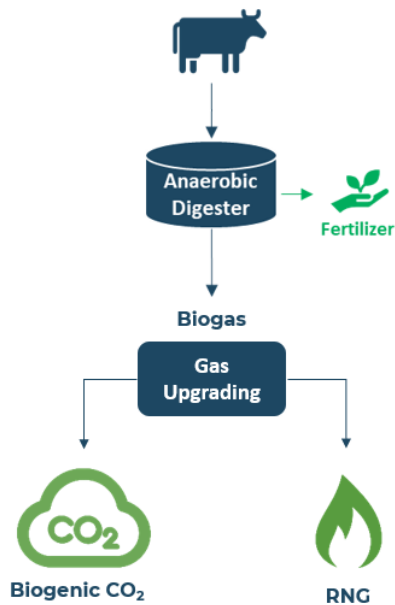 Anaerobic
Digester
Fertilizer
Biogas
Gas
Upgrading
CO₂
Biogenic CO₂
RNG